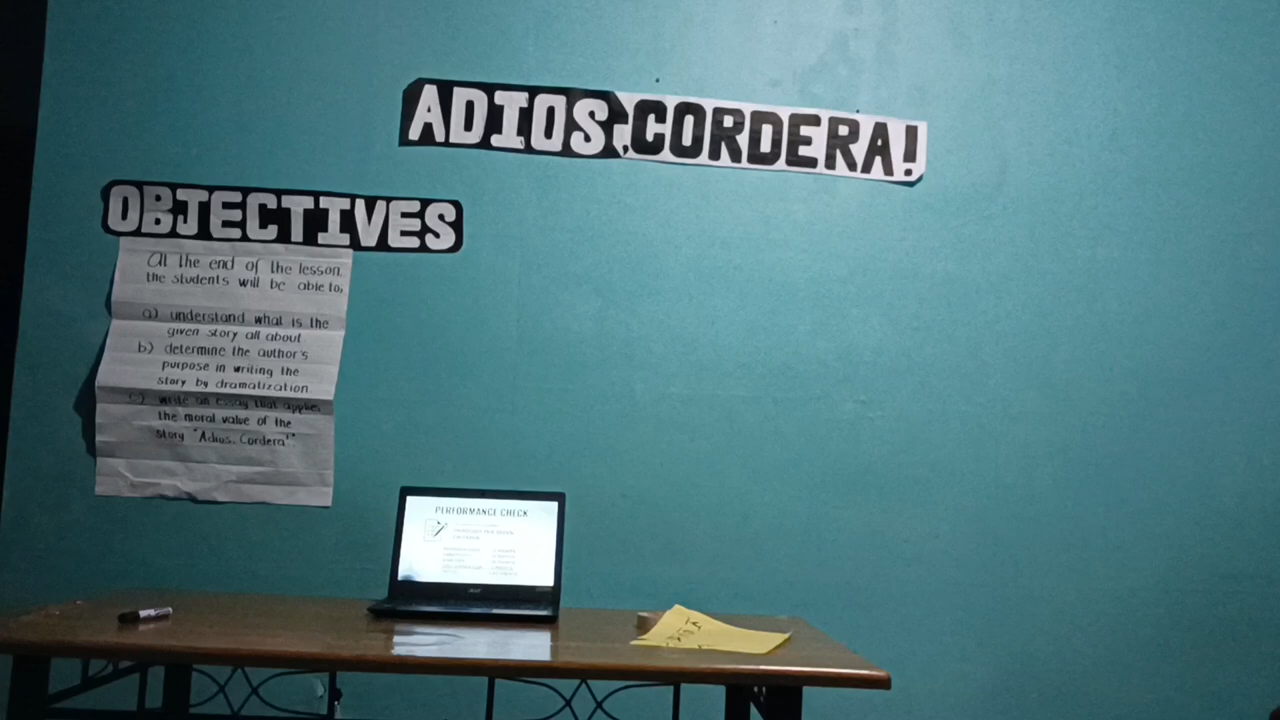 ADIOS, CORDERA!
OBJECTIVES
At the end of the lesson,
the students will be able to,
a) understand what is the
given story all about.
b) determine the author's
purpose in writing the
story by dramatization.
c) write an essay that applies
the moral value of the
story "Adios, Cordera!".
PERFORMANCE CHECK
acer